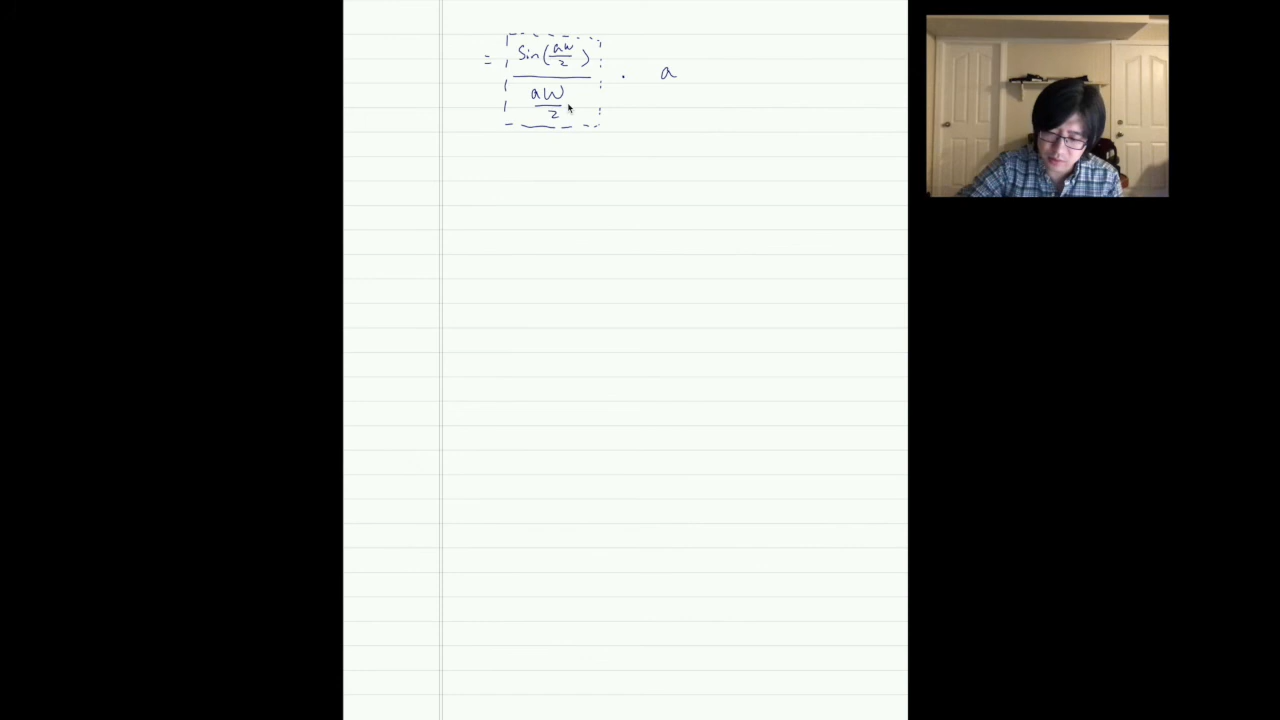 = sin(aw/2) / (aw/2) · a